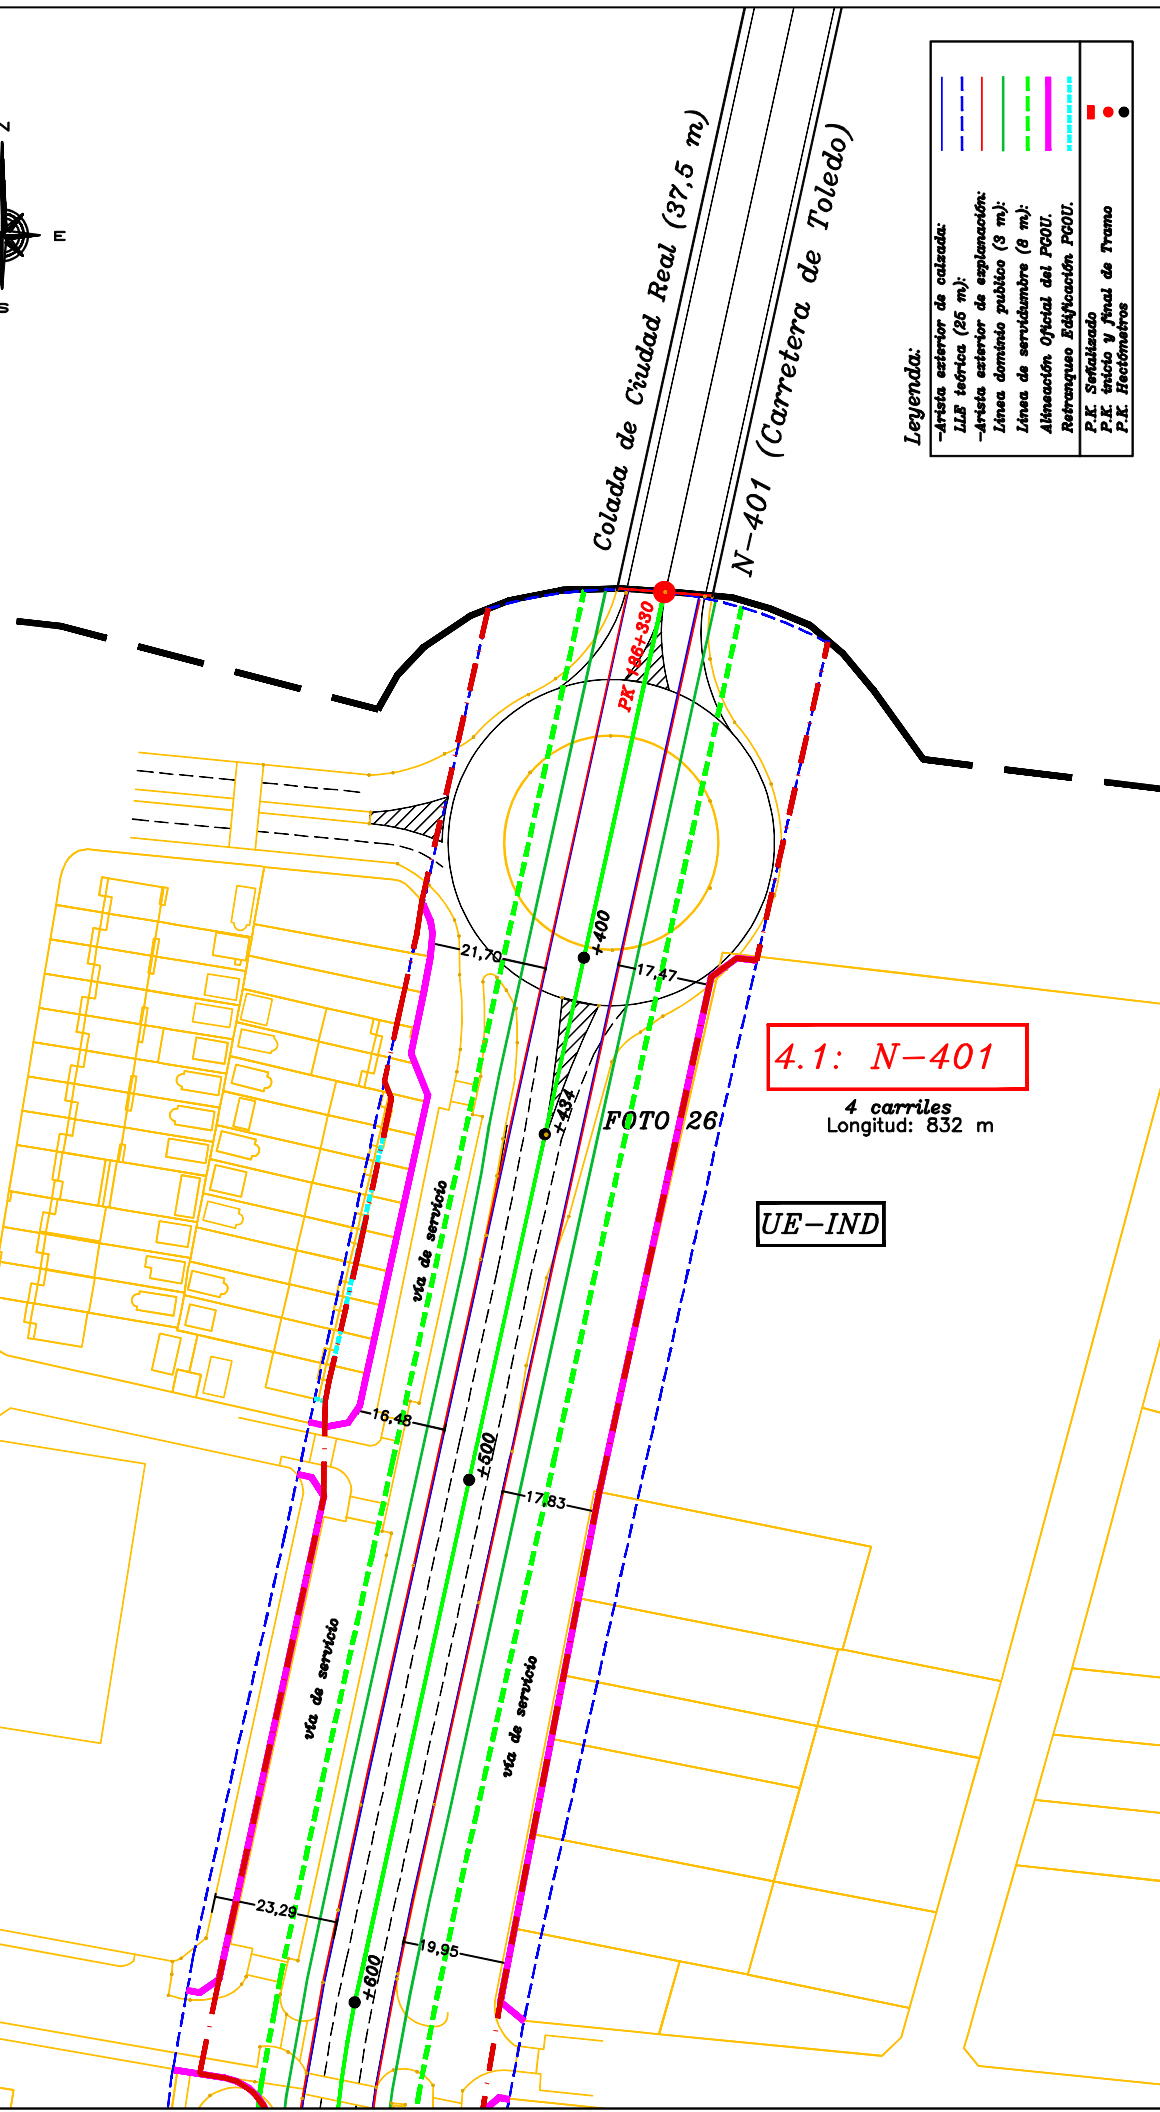 Leyenda:
-Arista exterior de calzada:
LLE teórica (25 m):
-Arista exterior de explanación:
Línea dominio público (3 m):
Línea de servidumbre (8 m):
Alineación Oficial del PGOU.
Retranqueo Edificación PGOU.
P.K. Señalizado
P.K. inicio y final de Tramo
P.K. Hectómetros
E
S
Colada de Ciudad Real (37,5 m)
N-401 (Carretera de Toledo)
PK 196+330
+400
21,70
17,47
4.1: N-401
4 carriles
Longitud: 832 m
+434
FOTO 26
UE-IND
vía de servicio
16,48
+500
17,83
vía de servicio
vía de servicio
23,29
19,95
+600